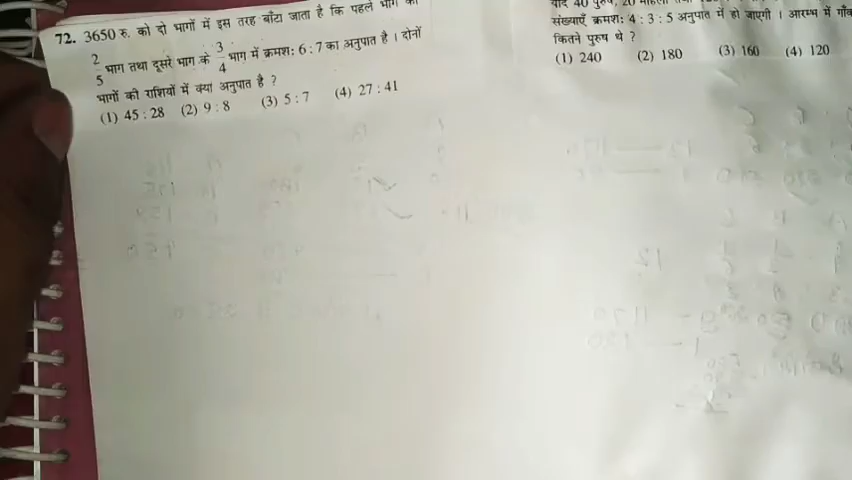 72. 3650 रु. को दो भागों में इस तरह बाँटा जाता है कि पहले भाग का
2/5 भाग तथा दूसरे भाग के 3/4 भाग में क्रमश: 6 : 7 का अनुपात है । दोनों
भागों की राशियों में क्या अनुपात है ?
(1) 45 : 28 (2) 9 : 8 (3) 5 : 7 (4) 27 : 41
यदि 40 पुरुष, 20 महिला
संख्याएँ क्रमश: 4 : 3 : 5 अनुपात में हो जाएगी । आरम्भ में गाँव
कितने पुरुष थे ?
(1) 240 (2) 180 (3) 160 (4) 120